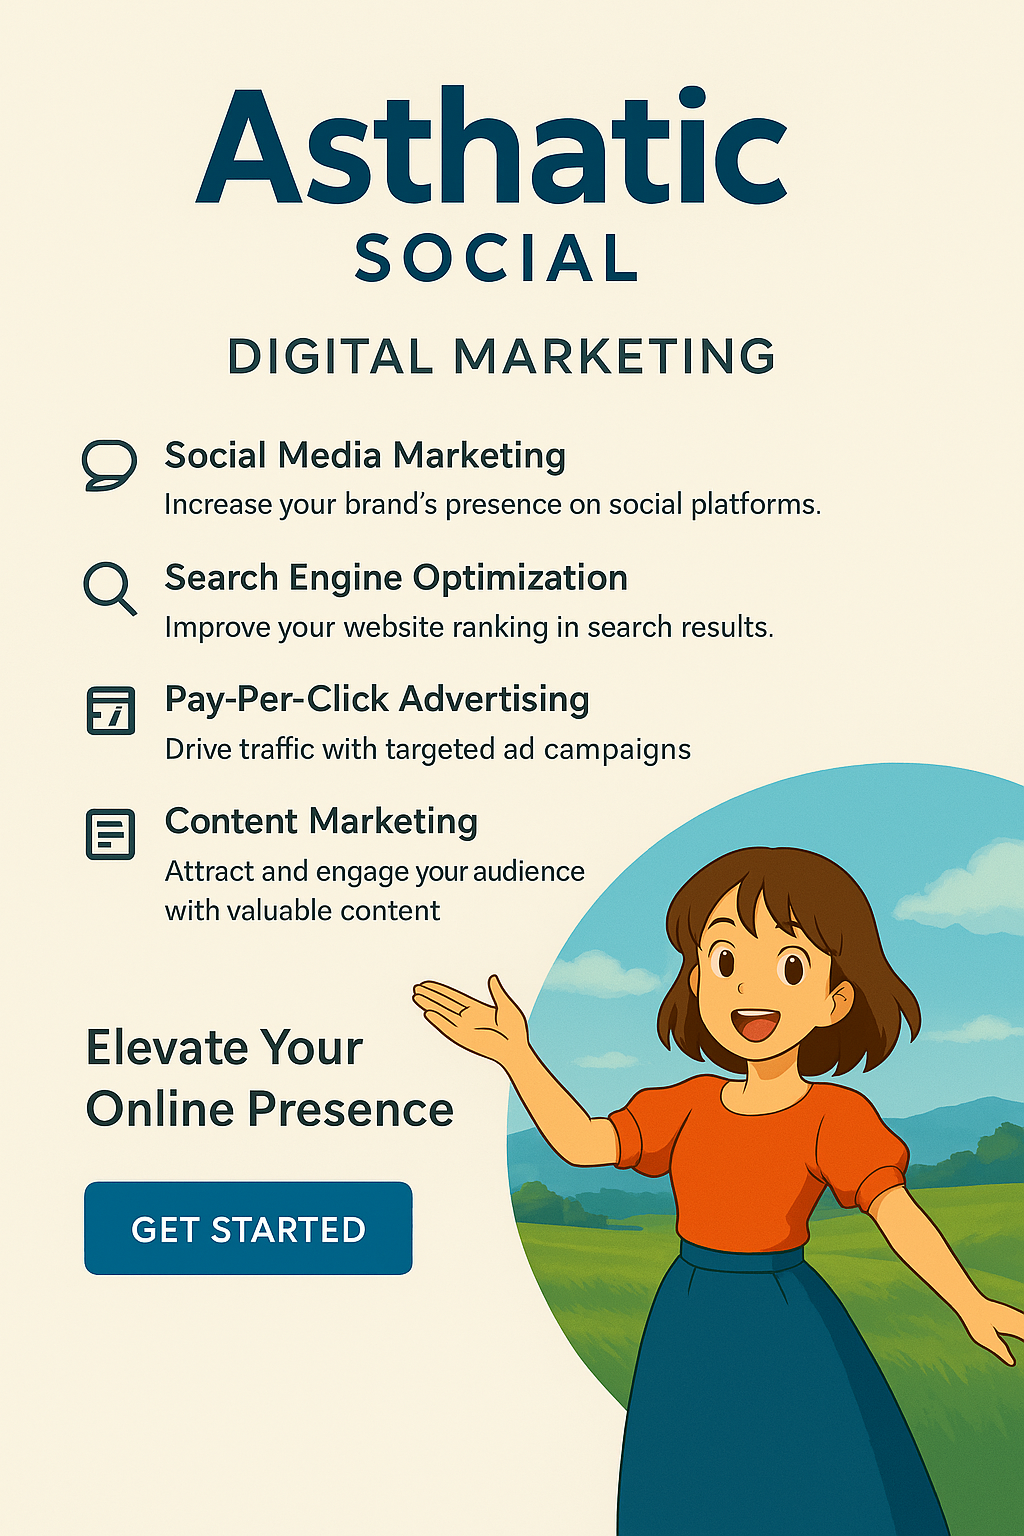 Asthatic
SOCIAL
DIGITAL MARKETING
Social Media Marketing
Increase your brand’s presence on social platforms.
Search Engine Optimization
Improve your website ranking in search results.
Pay-Per-Click Advertising
Drive traffic with targeted ad campaigns
Content Marketing
Attract and engage your audience
with valuable content
Elevate Your
Online Presence
GET STARTED